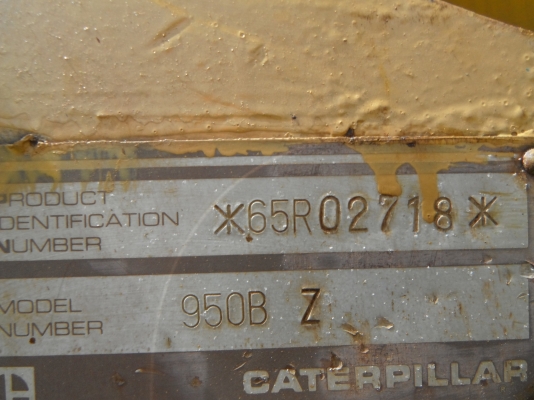 PRODUCT
IDENTIFICATION
NUMBER
*65R02718*
MODEL
NUMBER
950B Z
CATERPILLAR